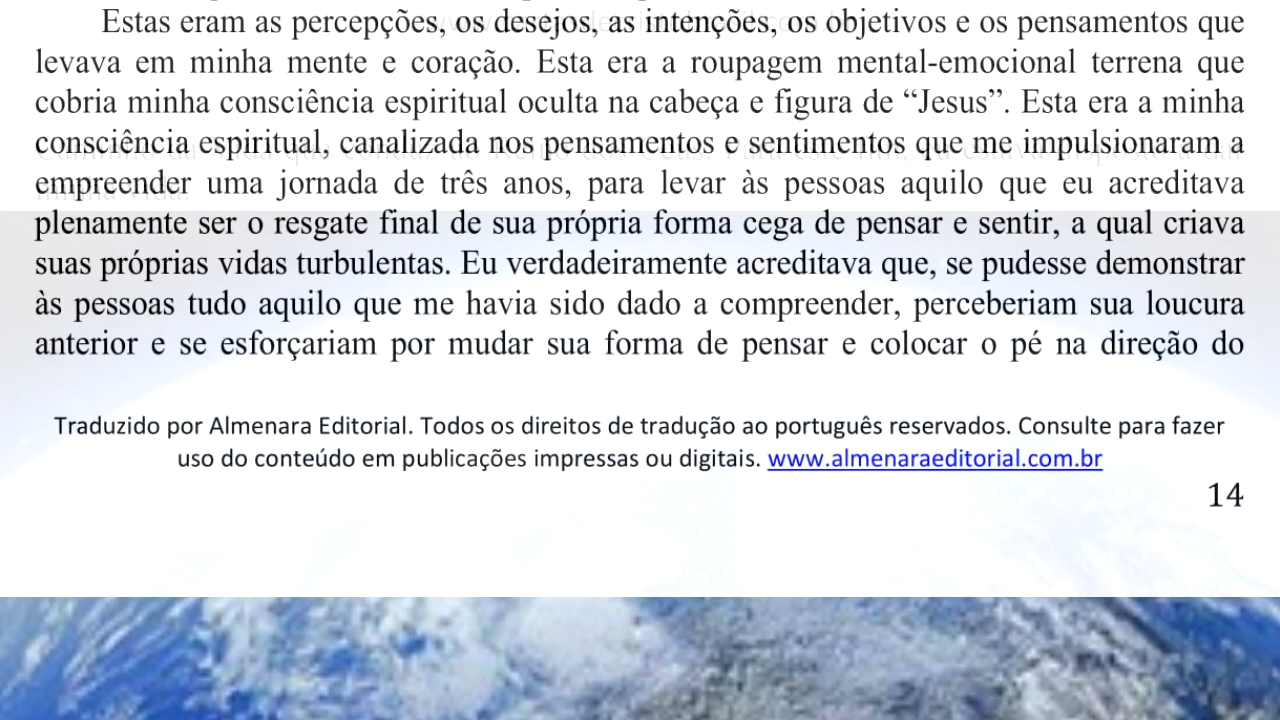 Estas eram as percepções, os desejos, as intenções, os objetivos e os pensamentos que
levava em minha mente e coração. Esta era a roupagem mental-emocional terrena que
cobria minha consciência espiritual oculta na cabeça e figura de “Jesus”. Esta era a minha
consciência espiritual, canalizada nos pensamentos e sentimentos que me impulsionaram a
empreender uma jornada de três anos, para levar às pessoas aquilo que eu acreditava
plenamente ser o resgate final de sua própria forma cega de pensar e sentir, a qual criava
suas próprias vidas turbulentas. Eu verdadeiramente acreditava que, se pudesse demonstrar
às pessoas tudo aquilo que me havia sido dado a compreender, perceberiam sua loucura
anterior e se esforçariam por mudar sua forma de pensar e colocar o pé na direção do
Traduzido por Almenara Editorial. Todos os direitos de tradução ao português reservados. Consulte para fazer
uso do conteúdo em publicações impressas ou digitais. www.almenaraeditorial.com.br
14